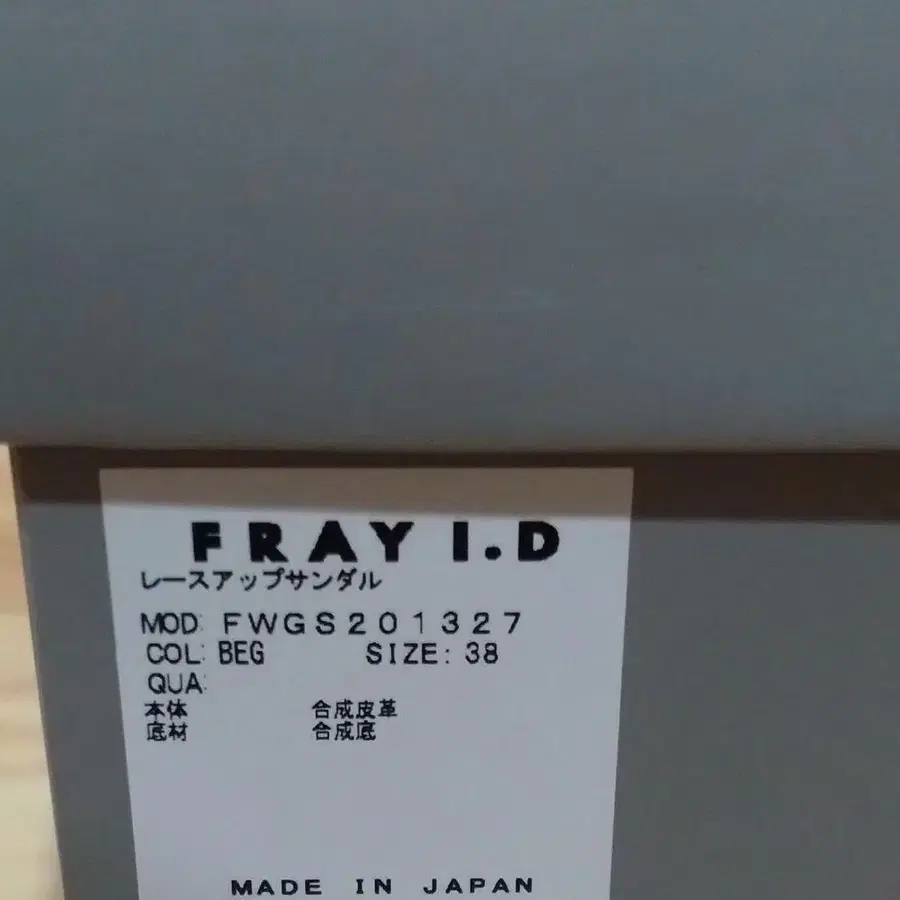 FRAY I.D
レースアップサンダル
MOD: FWGS201327
COL: BEG SIZE: 38
QUA:
本体 合成皮革
底材 合成底
MADE IN JAPAN